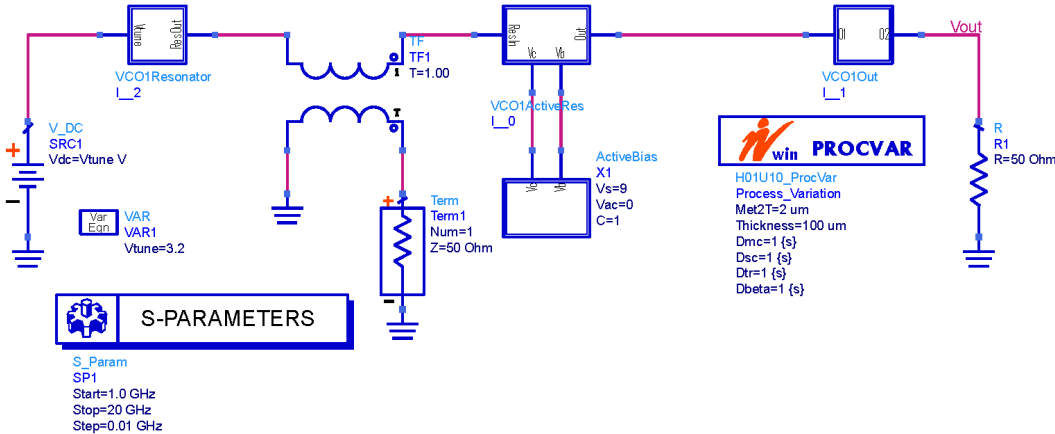 Vtune
ResOut
VCO1Resonator
I__2
TF
TF1
T=1.00
1
T
ResIn
Out
Vc
Vb
VCO1ActiveRes
I__0
O1
O2
VCO1Out
I__1
Vout
V_DC
SRC1
Vdc=Vtune V
+
−
Var
Eqn
VAR
VAR1
Vtune=3.2
+
−
Term
Term1
Num=1
Z=50 Ohm
Vc
Vb
ActiveBias
X1
Vs=9
Vac=0
C=1
win PROCVAR
H01U10_ProcVar
Process_Variation
Met2T=2 um
Thickness=100 um
Dmc=1 {s}
Dsc=1 {s}
Dtr=1 {s}
Dbeta=1 {s}
R
R1
R=50 Ohm
S-PARAMETERS
S_Param
SP1
Start=1.0 GHz
Stop=20 GHz
Step=0.01 GHz